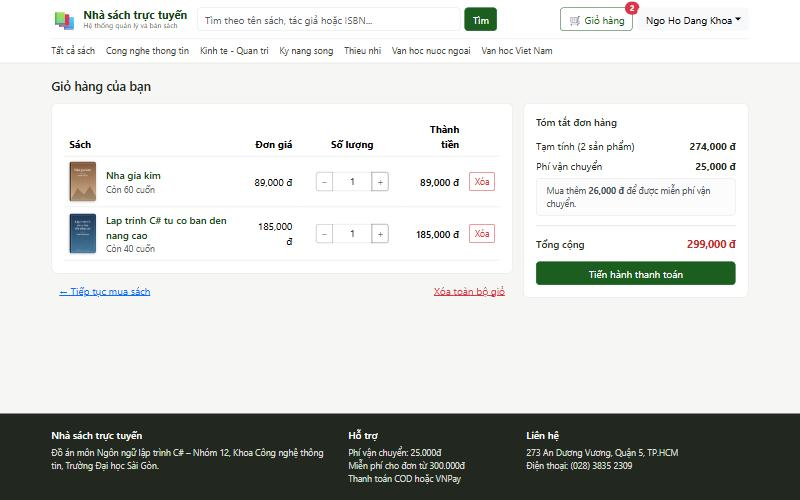 Nhà sách trực tuyến
Hệ thống quản lý và bán sách
Tìm theo tên sách, tác giả hoặc ISBN...
Tìm
Giỏ hàng
2
Ngo Ho Dang Khoa
Tất cả sách Cong nghe thong tin Kinh te - Quan tri Ky nang song Thieu nhi Van hoc nuoc ngoai Van hoc Viet Nam
Giỏ hàng của bạn
Sách Đơn giá Số lượng Thành tiền
Nha gia kim
Còn 60 cuốn
89,000 đ
− 1 +
89,000 đ
Xóa
Lap trinh C# tu co ban den
nang cao
Còn 40 cuốn
185,000
đ
− 1 +
185,000 đ
Xóa
← Tiếp tục mua sách
Xóa toàn bộ giỏ
Tóm tắt đơn hàng
Tạm tính (2 sản phẩm) 274,000 đ
Phí vận chuyển 25,000 đ
Mua thêm 26,000 đ để được miễn phí vận
chuyển.
Tổng cộng 299,000 đ
Tiến hành thanh toán
Nhà sách trực tuyến
Đồ án môn Ngôn ngữ lập trình C# – Nhóm 12, Khoa Công nghệ thông
tin, Trường Đại học Sài Gòn.
Hỗ trợ
Phí vận chuyển: 25.000đ
Miễn phí cho đơn từ 300.000đ
Thanh toán COD hoặc VNPay
Liên hệ
273 An Dương Vương, Quận 5, TP.HCM
Điện thoại: (028) 3835 2309